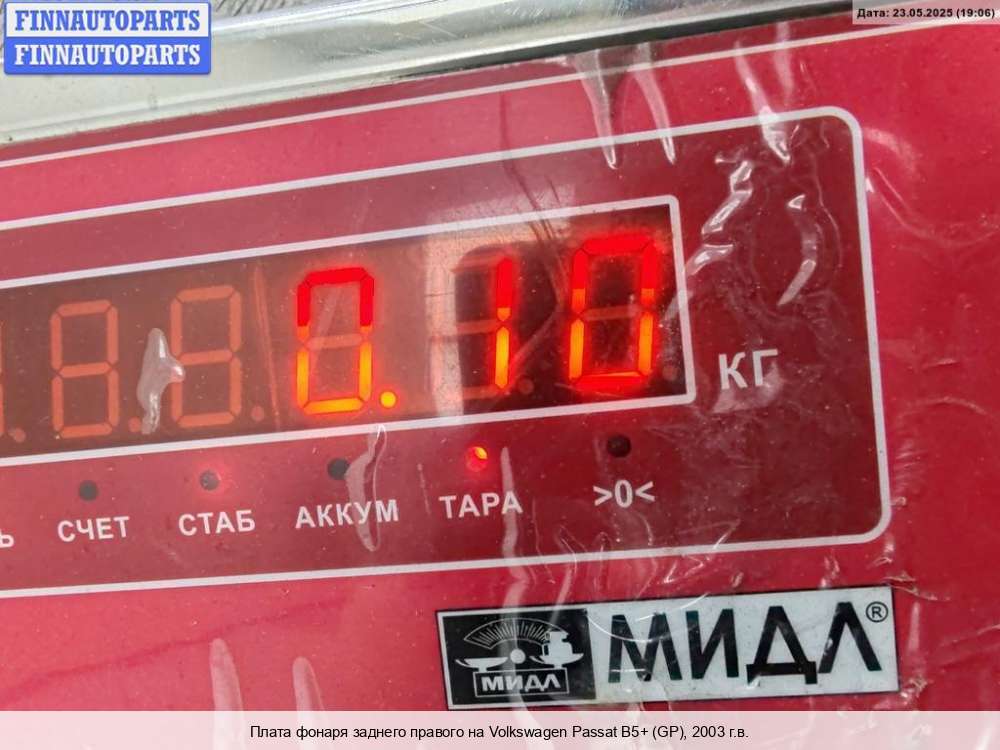 FINNAUTOPARTS
FINNAUTOPARTS
Дата: 23.05.2025 (19:06)
0.10
КГ
СЧЕТ СТАБ АККУМ ТАРА >0<
МИДЛ®
МИДЛ
Плата фонаря заднего правого на Volkswagen Passat B5+ (GP), 2003 г.в.